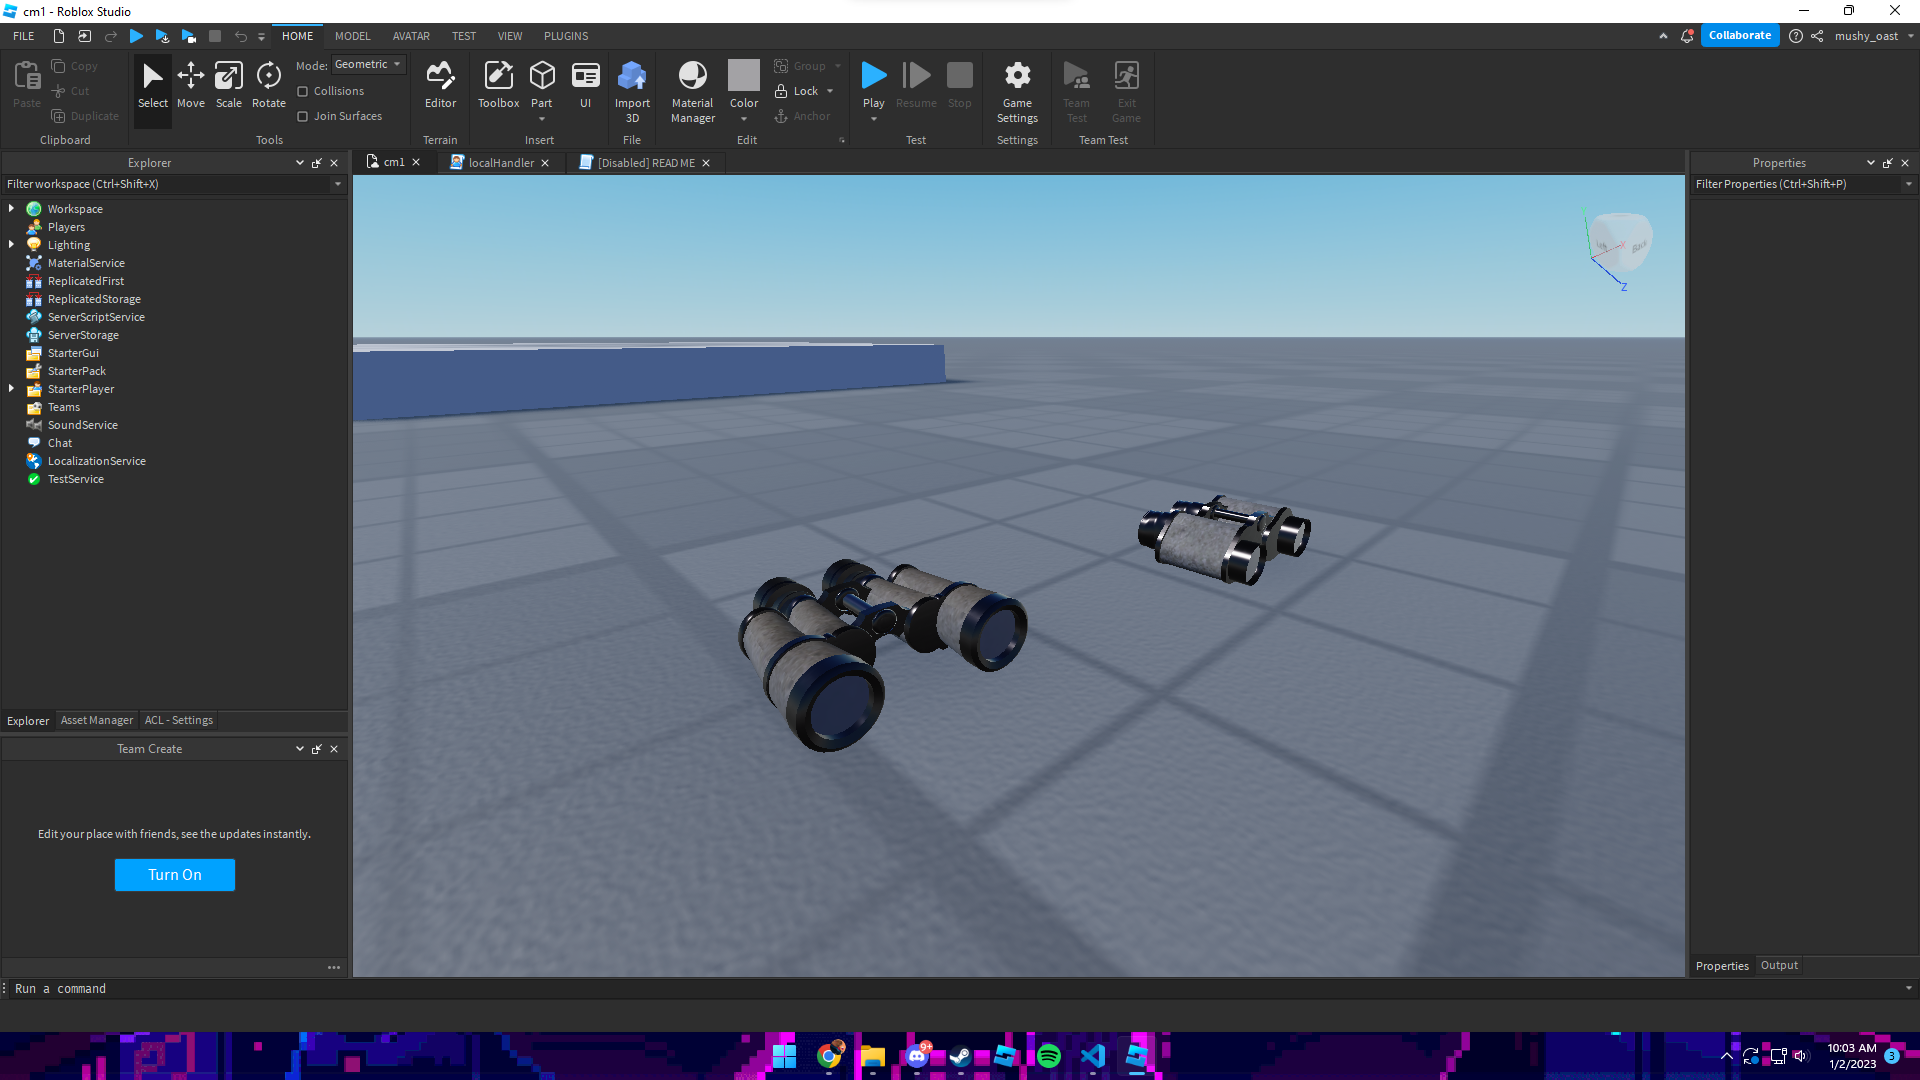 cm1 - Roblox Studio
FILE
HOME
MODEL
AVATAR
TEST
VIEW
PLUGINS
Collaborate
mushy_oast
Paste
Copy
Cut
Duplicate
Clipboard
Select
Move
Scale
Rotate
Mode:
Geometric
Collisions
Join Surfaces
Tools
Editor
Terrain
Toolbox
Part
UI
Insert
Import
3D
File
Material
Manager
Color
Group
Lock
Anchor
Edit
Play
Resume
Stop
Test
Game
Settings
Settings
Team
Test
Exit
Game
Team Test
Explorer
cm1
localHandler
[Disabled] README
Properties
Filter workspace (Ctrl+Shift+X)
Filter Properties (Ctrl+Shift+P)
Workspace
Players
Lighting
MaterialService
ReplicatedFirst
ReplicatedStorage
ServerScriptService
ServerStorage
StarterGui
StarterPack
StarterPlayer
Teams
SoundService
Chat
LocalizationService
TestService
Left
Back
X
Z
Explorer
Asset Manager
ACL - Settings
Team Create
Edit your place with friends, see the updates instantly.
Turn On
Properties
Output
Run a command
9+
10:03 AM
1/2/2023
3